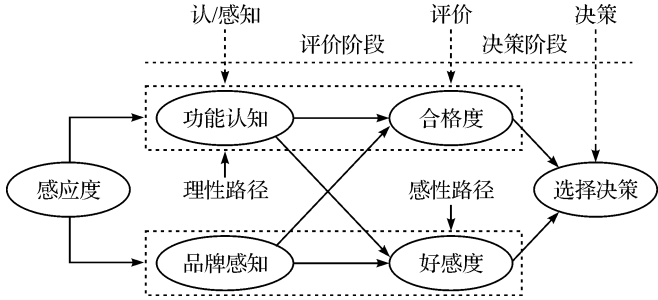 认/感知
评价
决策
评价阶段
决策阶段
功能认知
合格度
感应度
理性路径
感性路径
选择决策
品牌感知
好感度